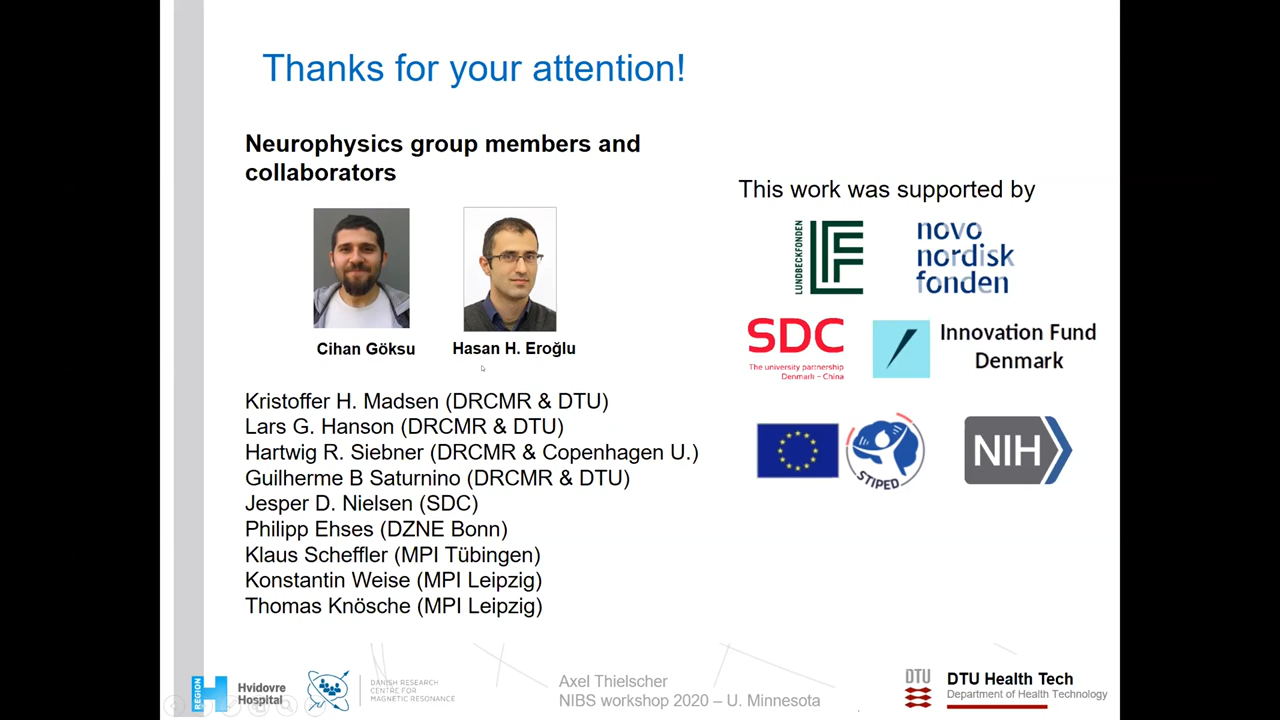 Thanks for your attention!
Neurophysics group members and
collaborators
Cihan Göksu
Hasan H. Eroğlu
Kristoffer H. Madsen (DRCMR & DTU)
Lars G. Hanson (DRCMR & DTU)
Hartwig R. Siebner (DRCMR & Copenhagen U.)
Guilherme B Saturnino (DRCMR & DTU)
Jesper D. Nielsen (SDC)
Philipp Ehses (DZNE Bonn)
Klaus Scheffler (MPI Tübingen)
Konstantin Weise (MPI Leipzig)
Thomas Knösche (MPI Leipzig)
This work was supported by
LUNDBECKFONDEN
LF
novo
nordisk
fonden
SDC
The university partnership
Denmark – China
Innovation Fund
Denmark
STIPED
NIH
REGION
H
Hvidovre
Hospital
DANISH RESEARCH
CENTRE FOR
MAGNETIC RESONANCE
Axel Thielscher
NIBS workshop 2020 – U. Minnesota
DTU
DTU Health Tech
Department of Health Technology